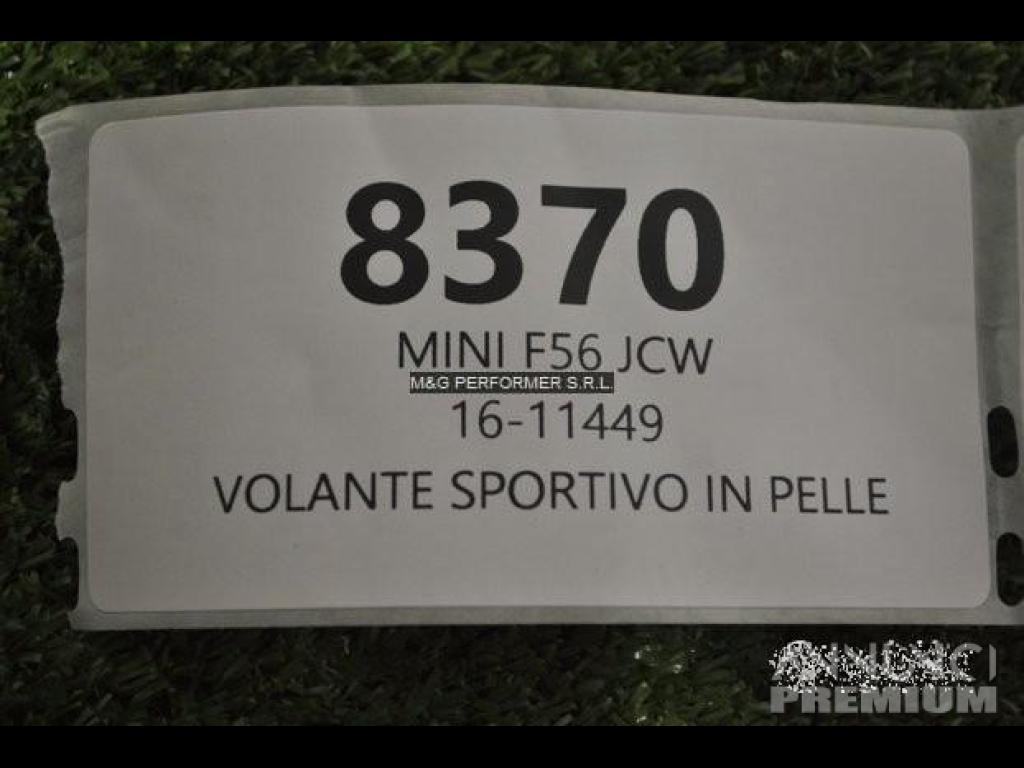 8370
MINI F56 JCW
M&G PERFORMER S.R.L.
16-11449
VOLANTE SPORTIVO IN PELLE
PREMIUM